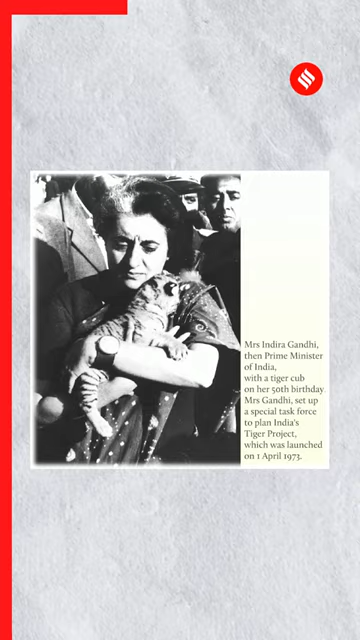 Mrs Indira Gandhi,
then Prime Minister
of India,
with a tiger cub
on her 50th birthday.
Mrs Gandhi, set up
a special task force
to plan India's
Tiger Project,
which was launched
on 1 April 1973.